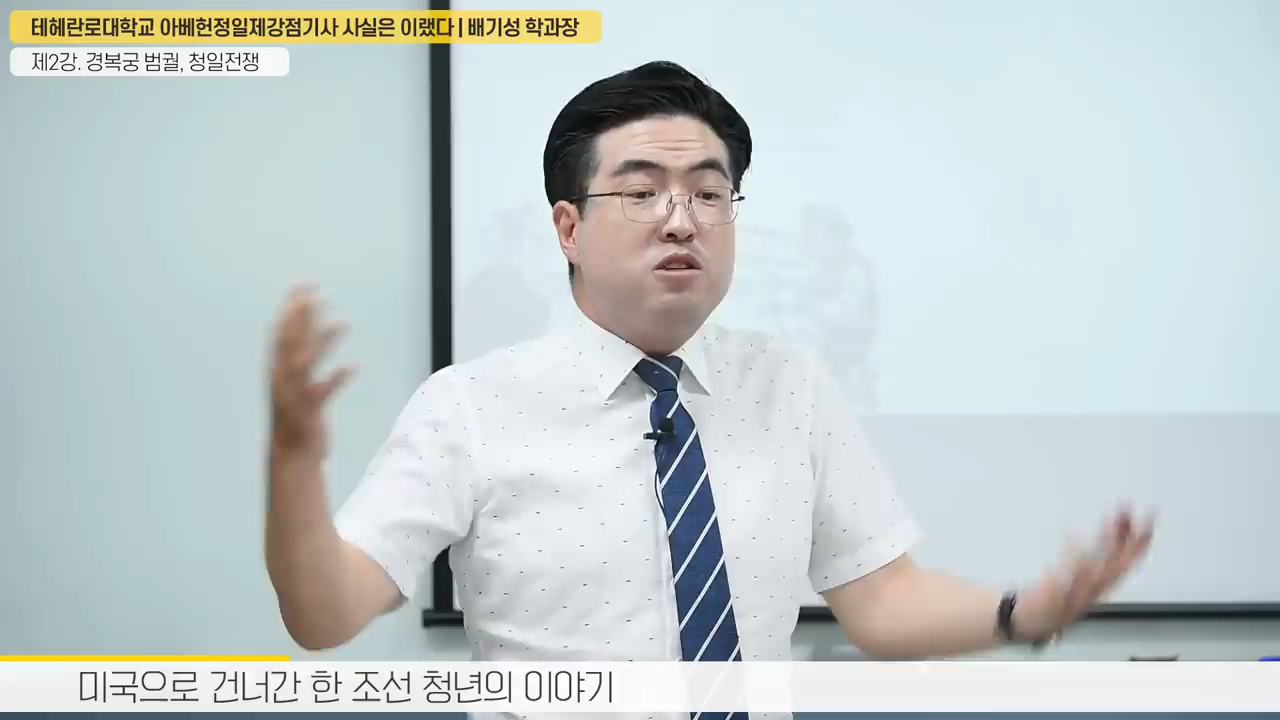 테헤란로대학교 아베헌정일제강점기사 사실은 이랬다 | 배기성 학과장
제2강. 경복궁 범궐, 청일전쟁
미국으로 건너간 한 조선 청년의 이야기